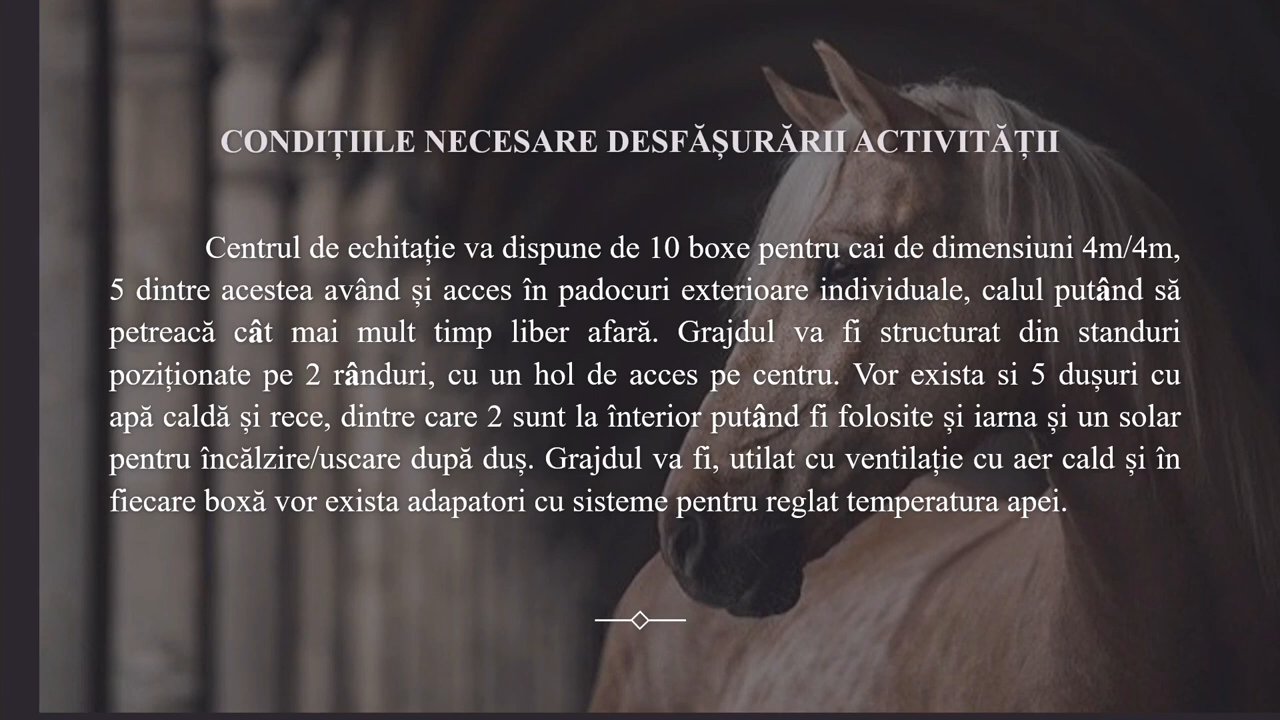 CONDIȚIILE NECESARE DESFĂȘURĂRII ACTIVITĂȚII
Centrul de echitație va dispune de 10 boxe pentru cai de dimensiuni 4m/4m,
5 dintre acestea având și acces în padocuri exterioare individuale, calul putând să
petreacă cât mai mult timp liber afară. Grajdul va fi structurat din standuri
poziționate pe 2 rânduri, cu un hol de acces pe centru. Vor exista si 5 dușuri cu
apă caldă și rece, dintre care 2 sunt la înterior putând fi folosite și iarna și un solar
pentru încălzire/uscare după duș. Grajdul va fi, utilat cu ventilație cu aer cald și în
fiecare boxă vor exista adapatori cu sisteme pentru reglat temperatura apei.